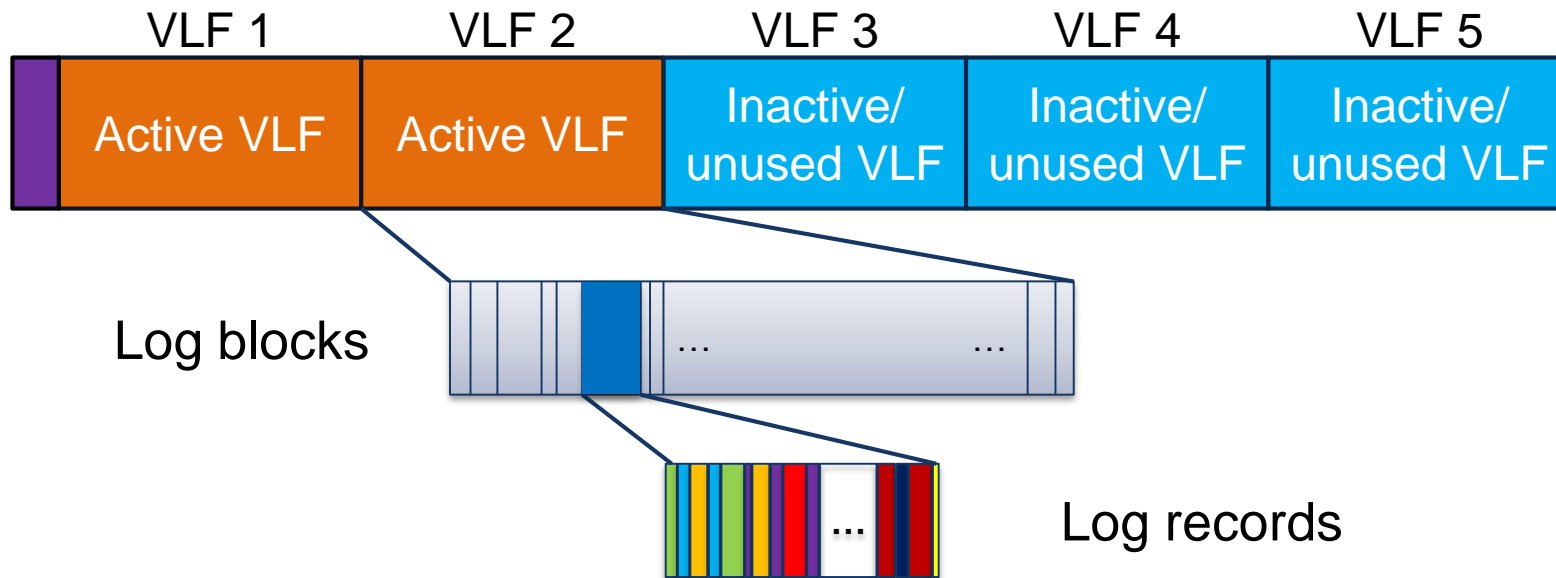 VLF 1 VLF 2 VLF 3 VLF 4 VLF 5
Active VLF Active VLF Inactive/ Inactive/ Inactive/
unused VLF unused VLF unused VLF
Log blocks ... ...
...
Log records